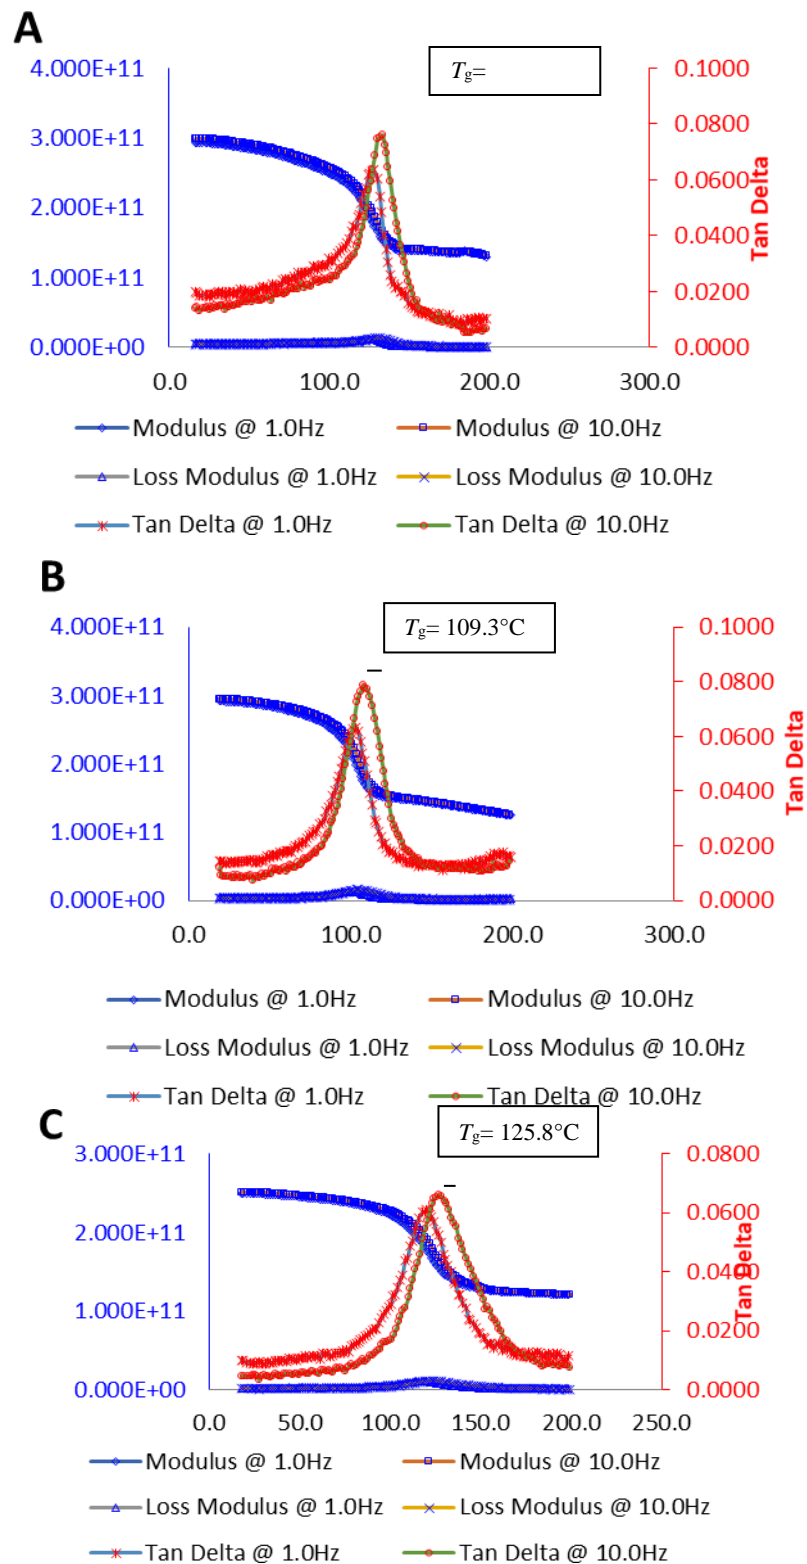 A
Tg=
4.000E+11
3.000E+11
2.000E+11
1.000E+11
0.000E+00
0.1000
0.0800
0.0600
0.0400
0.0200
0.0000
Tan Delta
0.0 100.0 200.0 300.0
Modulus @ 1.0Hz Modulus @ 10.0Hz
Loss Modulus @ 1.0Hz Loss Modulus @ 10.0Hz
Tan Delta @ 1.0Hz Tan Delta @ 10.0Hz
B
Tg= 109.3°C
4.000E+11
3.000E+11
2.000E+11
1.000E+11
0.000E+00
0.1000
0.0800
0.0600
0.0400
0.0200
0.0000
Tan Delta
0.0 100.0 200.0 300.0
Modulus @ 1.0Hz Modulus @ 10.0Hz
Loss Modulus @ 1.0Hz Loss Modulus @ 10.0Hz
Tan Delta @ 1.0Hz Tan Delta @ 10.0Hz
C
Tg= 125.8°C
3.000E+11
2.000E+11
1.000E+11
0.000E+00
0.0800
0.0600
0.0400
0.0200
0.0000
Tan Delta
0.0 50.0 100.0 150.0 200.0 250.0
Modulus @ 1.0Hz Modulus @ 10.0Hz
Loss Modulus @ 1.0Hz Loss Modulus @ 10.0Hz
Tan Delta @ 1.0Hz Tan Delta @ 10.0Hz